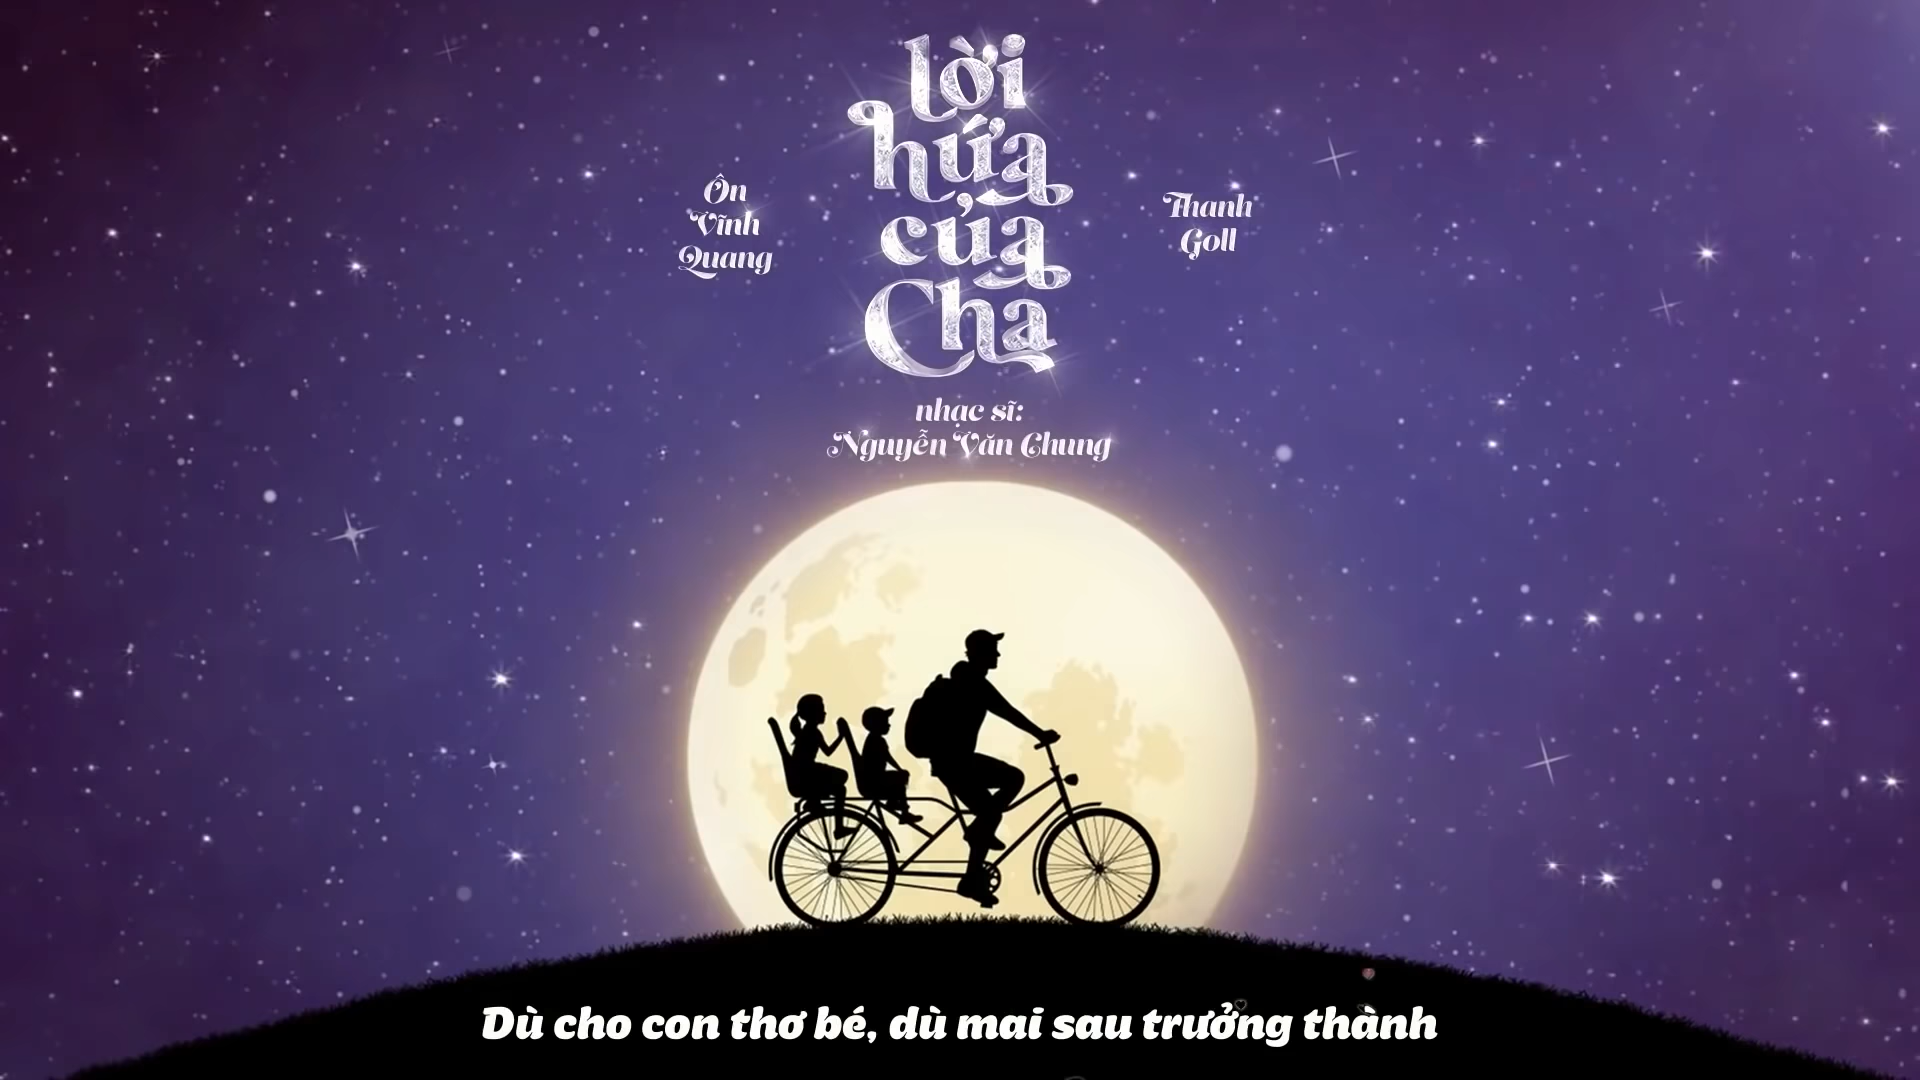 lời
hứa
của
Cha
Ôn
Vĩnh
Quang
Thanh
Goll
nhạc sĩ:
Nguyễn Văn Chung
Dù cho con thơ bé, dù mai sau trưởng thành